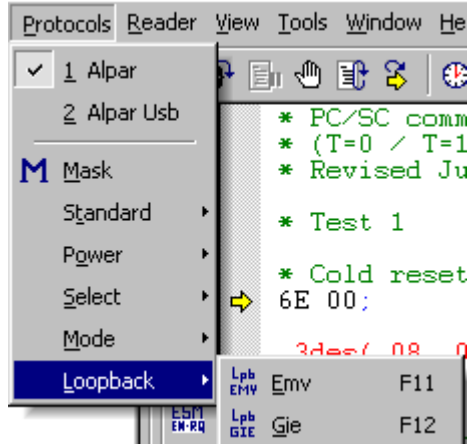 Protocols Reader View Tools Window He
1 Alpar
2 Alpar Usb
M Mask
Standard
Power
Select
Mode
Loopback
* PC/SC comm
* (T=0 / T=1
* Revised Ju
* Test 1
* Cold reset
6E 00;
3des( 08
Lpb EMV Emv F11
ESM EN-RQ
Lpb GIE Gie F12